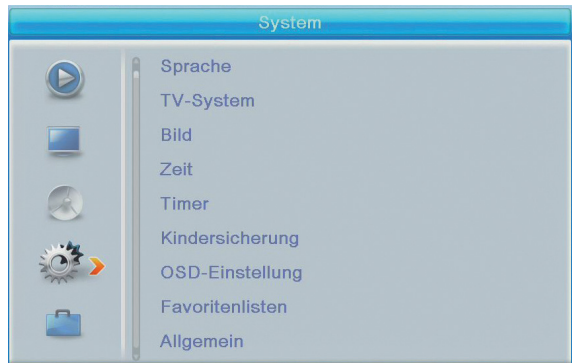 System
Sprache
TV-System
Bild
Zeit
Timer
Kindersicherung
OSD-Einstellung
Favoritenlisten
Allgemein